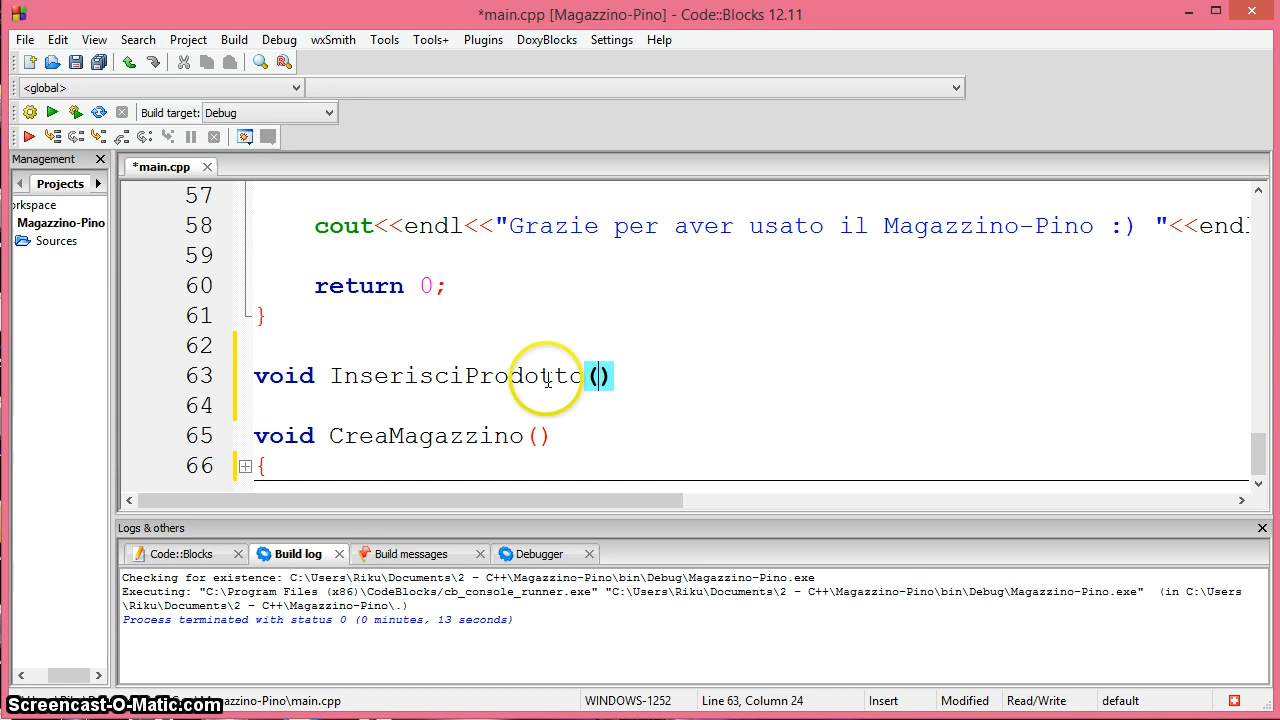 *main.cpp [Magazzino-Pino] - Code::Blocks 12.11
File Edit View Search Project Build Debug wxSmith Tools Tools+ Plugins DoxyBlocks Settings Help
<global>
Build target: Debug
Management
*main.cpp
Projects
rkspace
Magazzino-Pino
Sources
57
58 cout<<endl<<"Grazie per aver usato il Magazzino-Pino :) "<<endl
59
60 return 0;
61 }
62
63 void InserisciProdotto()
64
65 void CreaMagazzino()
66 {
Logs & others
Code::Blocks Build log Build messages Debugger
Checking for existence: C:\Users\Riku\Documents\2 - C++\Magazzino-Pino\bin\Debug\Magazzino-Pino.exe
Executing: "C:\Program Files (x86)\CodeBlocks/cb_console_runner.exe" "C:\Users\Riku\Documents\2 - C++\Magazzino-Pino\bin\Debug\Magazzino-Pino.exe" (in C:\Users
\Riku\Documents\2 - C++\Magazzino-Pino\.)
Process terminated with status 0 (0 minutes, 13 seconds)
Magazzino-Pino\main.cpp WINDOWS-1252 Line 63, Column 24 Insert Modified Read/Write default
Screencast-O-Matic.com